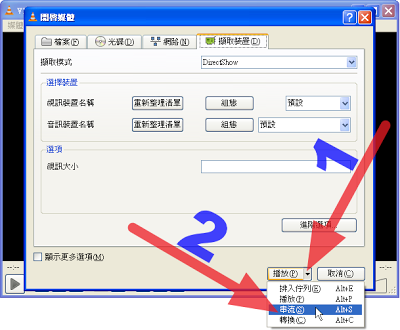 開啟媒體
檔案(F) 光碟(D) 網路(N) 擷取裝置(D)
擷取模式 DirectShow
選擇裝置
視訊裝置名稱 重新整理清單 組態 預設
音訊裝置名稱 重新整理清單 組態 預設
選項
視訊大小
進階選項...
顯示更多選項(M)
播放(P) 取消(C)
排入佇列(E) Alt+E
播放(P) Alt+P
串流(S) Alt+S
轉換(C) Alt+C
1
2
--:--